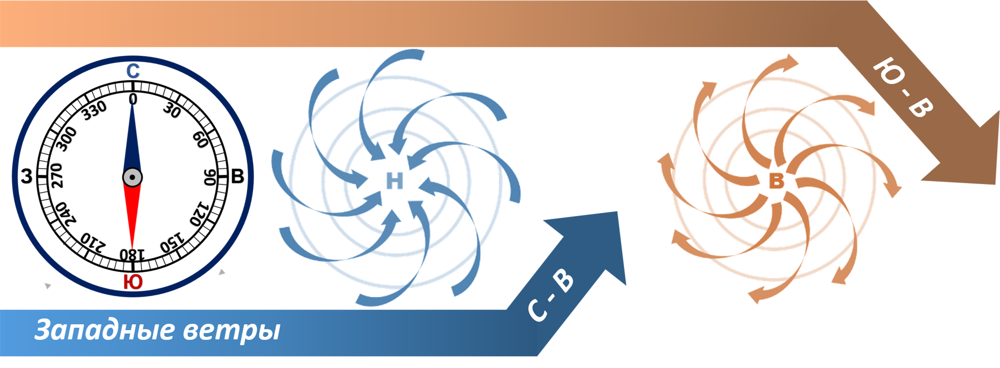 С
0
30
60
90
120
150
180
210
240
270
300
330
З
В
Ю
Н
В
Ю - В
С - В
Западные ветры